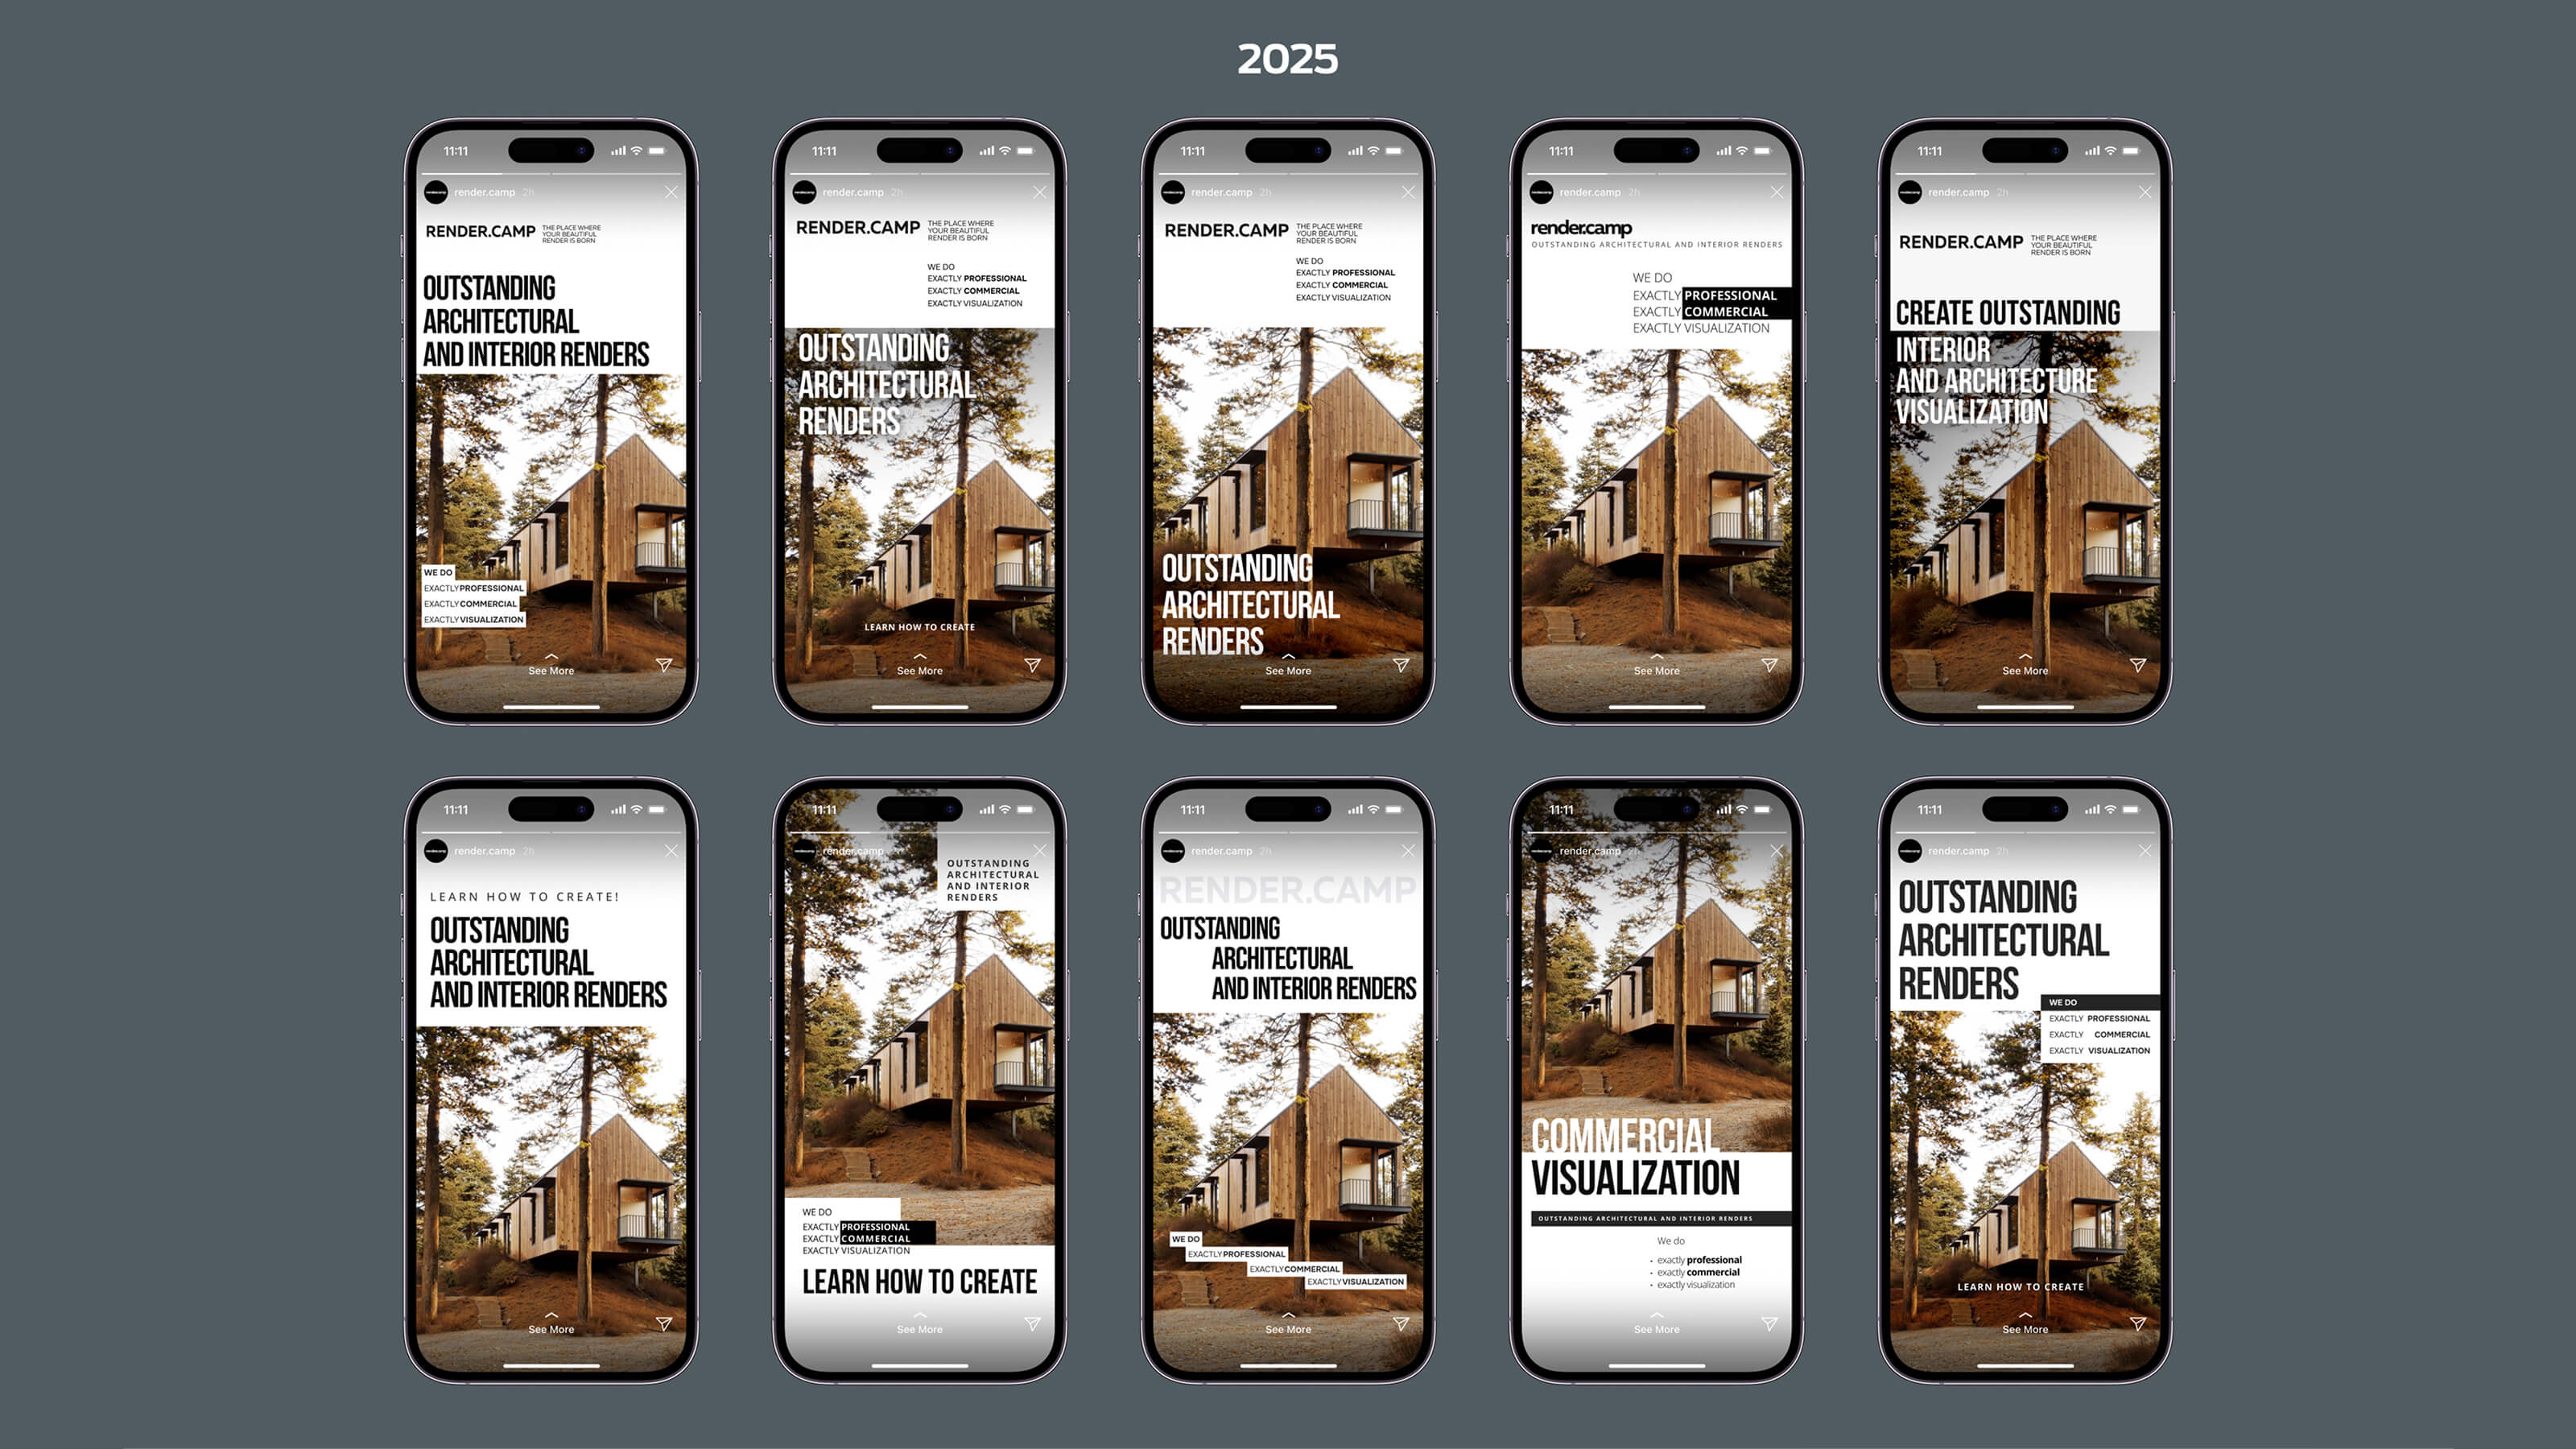 2025
11:11
render.camp 2h
RENDER.CAMP
THE PLACE WHERE
YOUR BEAUTIFUL
RENDER IS BORN
OUTSTANDING
ARCHITECTURAL
AND INTERIOR RENDERS
WE DO
EXACTLY PROFESSIONAL
EXACTLY COMMERCIAL
EXACTLY VISUALIZATION
See More
11:11
render.camp 2h
RENDER.CAMP
THE PLACE WHERE
YOUR BEAUTIFUL
RENDER IS BORN
WE DO
EXACTLY PROFESSIONAL
EXACTLY COMMERCIAL
EXACTLY VISUALIZATION
OUTSTANDING
ARCHITECTURAL
RENDERS
LEARN HOW TO CREATE
See More
11:11
render.camp 2h
RENDER.CAMP
THE PLACE WHERE
YOUR BEAUTIFUL
RENDER IS BORN
WE DO
EXACTLY PROFESSIONAL
EXACTLY COMMERCIAL
EXACTLY VISUALIZATION
OUTSTANDING
ARCHITECTURAL
RENDERS
See More
11:11
render.camp 2h
render.camp
OUTSTANDING ARCHITECTURAL AND INTERIOR RENDERS
WE DO
EXACTLY PROFESSIONAL
EXACTLY COMMERCIAL
EXACTLY VISUALIZATION
See More
11:11
render.camp 2h
RENDER.CAMP
THE PLACE WHERE
YOUR BEAUTIFUL
RENDER IS BORN
CREATE OUTSTANDING
INTERIOR
AND ARCHITECTURE
VISUALIZATION
See More
11:11
render.camp 2h
LEARN HOW TO CREATE!
OUTSTANDING
ARCHITECTURAL
AND INTERIOR RENDERS
See More
11:11
render.camp
OUTSTANDING
ARCHITECTURAL
AND INTERIOR
RENDERS
WE DO
EXACTLY PROFESSIONAL
EXACTLY COMMERCIAL
EXACTLY VISUALIZATION
LEARN HOW TO CREATE
See More
11:11
render.camp 2h
RENDER.CAMP
OUTSTANDING
ARCHITECTURAL
AND INTERIOR RENDERS
WE DO
EXACTLY PROFESSIONAL
EXACTLY COMMERCIAL
EXACTLY VISUALIZATION
See More
11:11
render.camp
COMMERCIAL
VISUALIZATION
OUTSTANDING ARCHITECTURAL AND INTERIOR RENDERS
We do
• exactly professional
• exactly commercial
• exactly visualization
See More
11:11
render.camp 2h
OUTSTANDING
ARCHITECTURAL
RENDERS
WE DO
EXACTLY PROFESSIONAL
EXACTLY COMMERCIAL
EXACTLY VISUALIZATION
LEARN HOW TO CREATE
See More